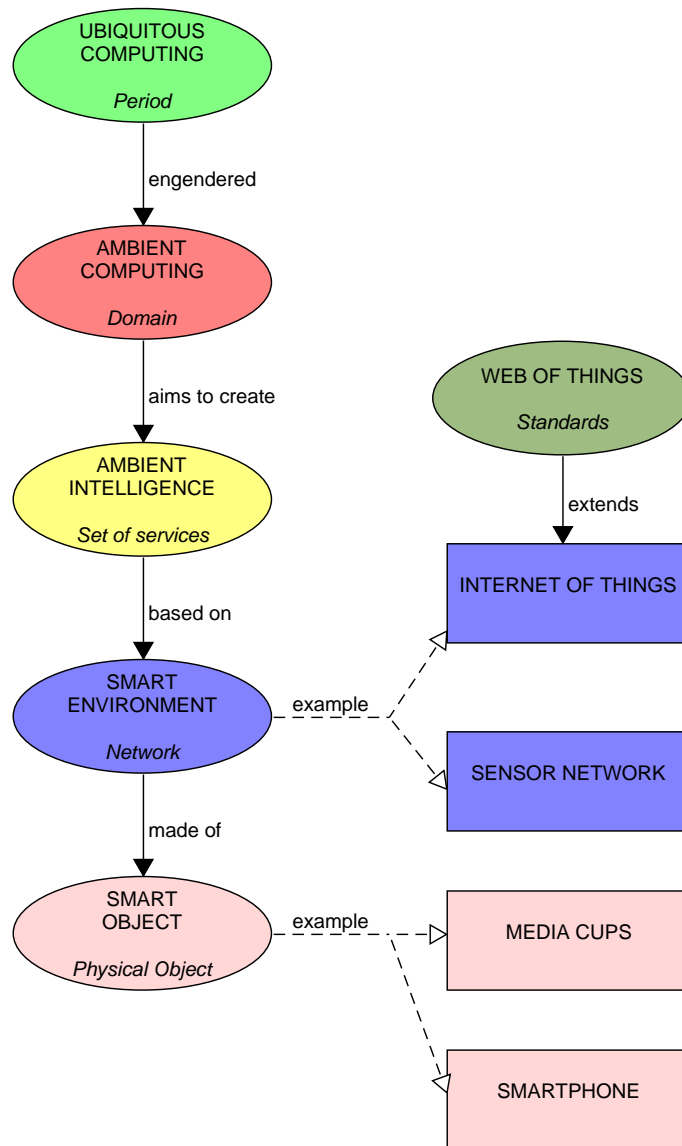 UBIQUITOUS
COMPUTING
Period
engendered
AMBIENT
COMPUTING
Domain
aims to create
WEB OF THINGS
Standards
AMBIENT
INTELLIGENCE
Set of services
extends
INTERNET OF THINGS
based on
SMART
ENVIRONMENT
Network
example
SENSOR NETWORK
made of
SMART
OBJECT
Physical Object
example
MEDIA CUPS
SMARTPHONE